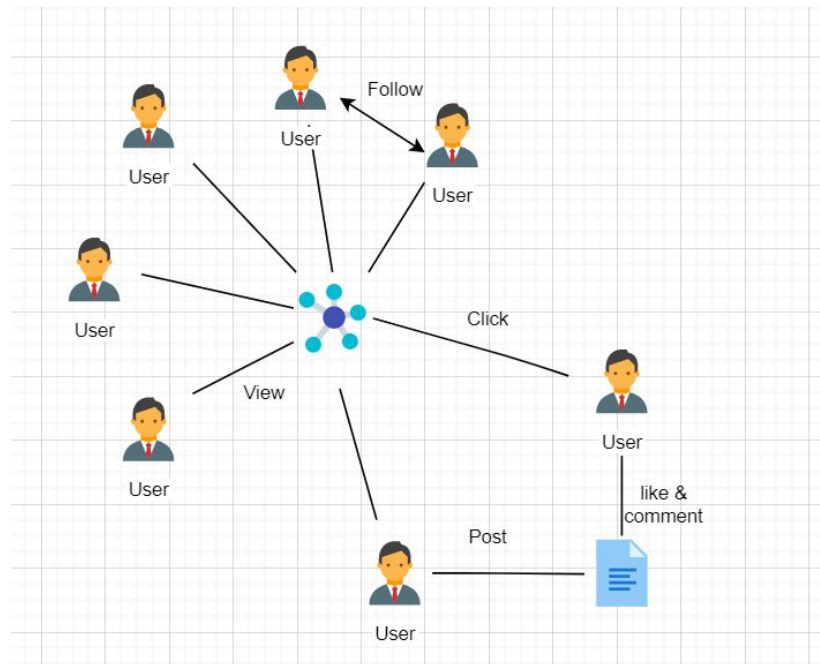 Follow
User
User
User
User
Click
View
User
User
like &
comment
Post
User